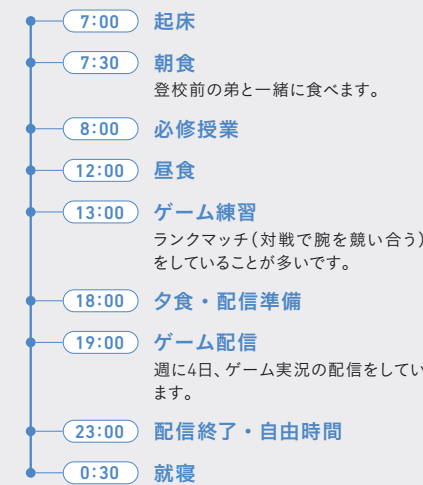 7:00 起床
7:30 朝食
登校前の弟と一緒に食べます。
8:00 必修授業
12:00 昼食
13:00 ゲーム練習
ランクマッチ(対戦で腕を競い合う)
をしていることが多いです。
18:00 夕食・配信準備
19:00 ゲーム配信
週に4日、ゲーム実況の配信をしてい
ます。
23:00 配信終了・自由時間
0:30 就寝